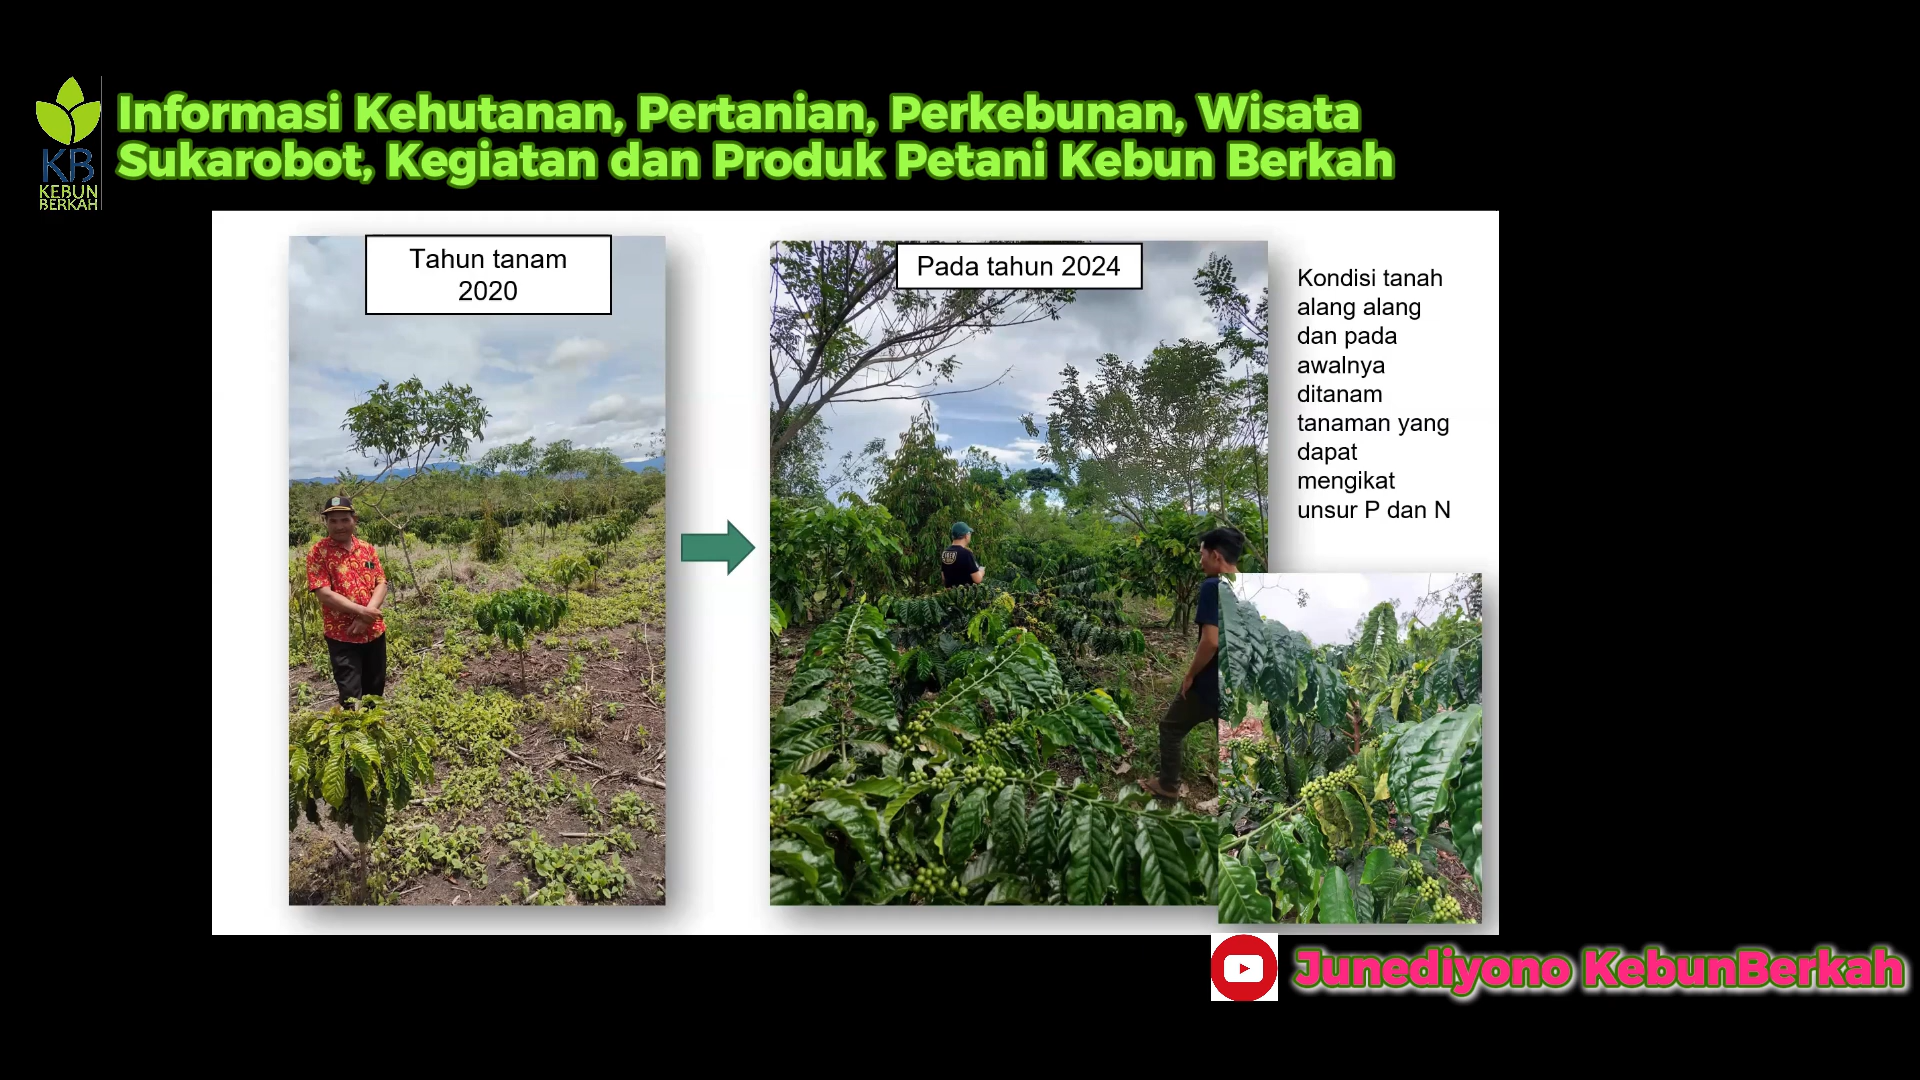 Informasi Kehutanan, Pertanian, Perkebunan, Wisata
Sukarobot, Kegiatan dan Produk Petani Kebun Berkah
KB
KEBUN
BERKAH
Tahun tanam
2020
Pada tahun 2024
Kondisi tanah
alang alang
dan pada
awalnya
ditanam
tanaman yang
dapat
mengikat
unsur P dan N
Junediyono KebunBerkah